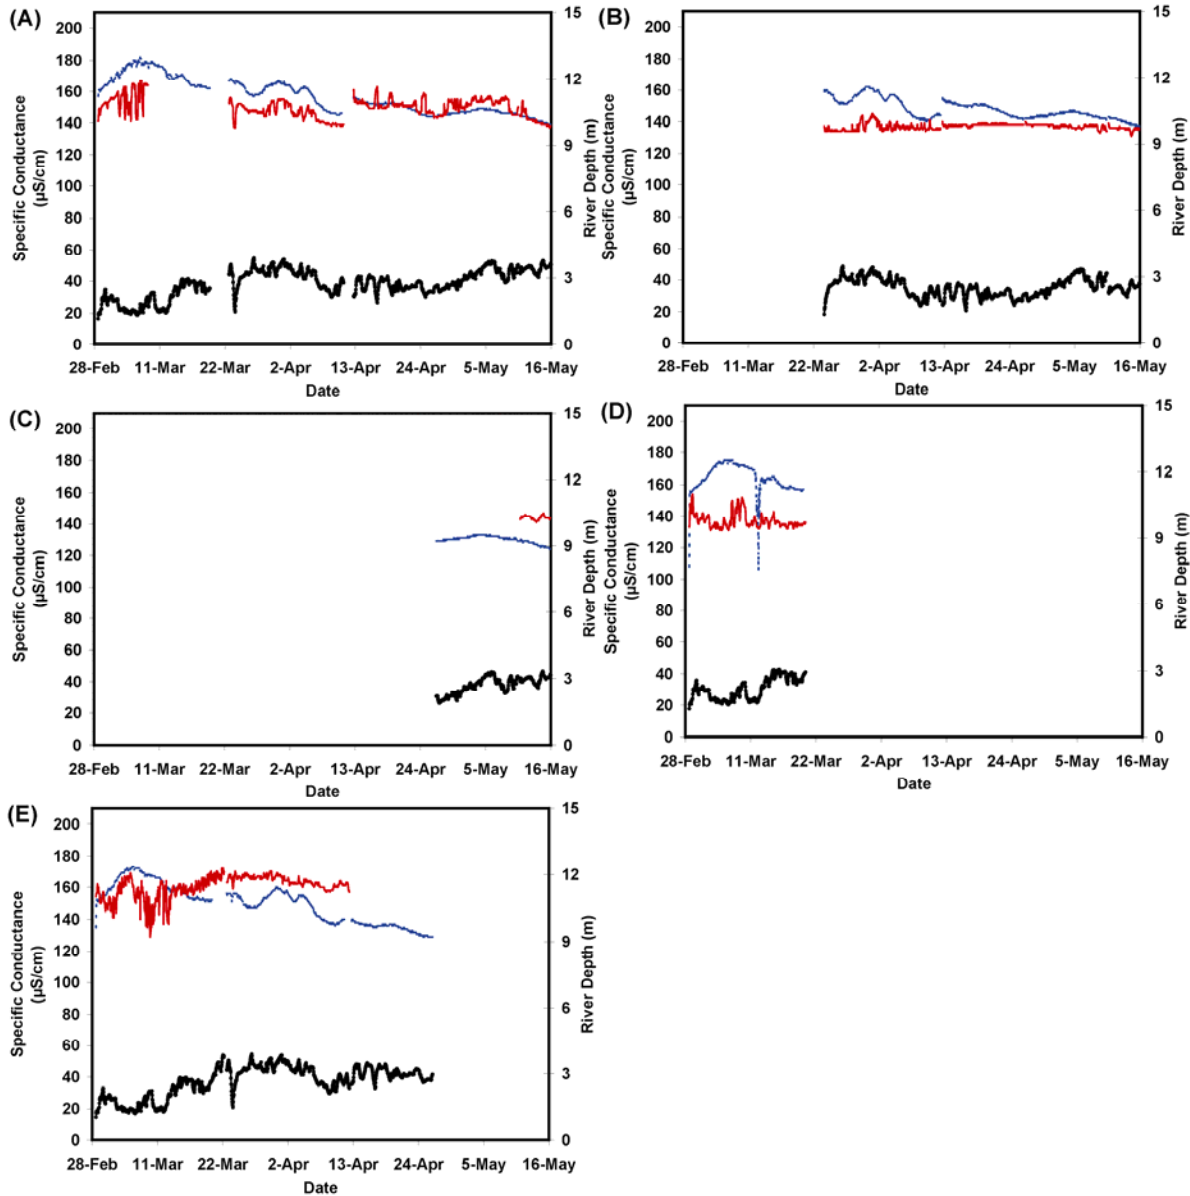 (A)
200
180
160
140
120
100
80
60
40
20
0
Specific Conductance
(µS/cm)
15
12
9
6
3
0
River Depth (m)
28-Feb 11-Mar 22-Mar 2-Apr 13-Apr 24-Apr 5-May 16-May
Date
(B)
200
180
160
140
120
100
80
60
40
20
0
Specific Conductance
(µS/cm)
15
12
9
6
3
0
River Depth (m)
28-Feb 11-Mar 22-Mar 2-Apr 13-Apr 24-Apr 5-May 16-May
Date
(C)
200
180
160
140
120
100
80
60
40
20
0
Specific Conductance
(µS/cm)
15
12
9
6
3
0
River Depth (m)
28-Feb 11-Mar 22-Mar 2-Apr 13-Apr 24-Apr 5-May 16-May
Date
(D)
200
180
160
140
120
100
80
60
40
20
0
Specific Conductance
(µS/cm)
15
12
9
6
3
0
River Depth (m)
28-Feb 11-Mar 22-Mar 2-Apr 13-Apr 24-Apr 5-May 16-May
Date
(E)
200
180
160
140
120
100
80
60
40
20
0
Specific Conductance
(µS/cm)
15
12
9
6
3
0
River Depth (m)
28-Feb 11-Mar 22-Mar 2-Apr 13-Apr 24-Apr 5-May 16-May
Date